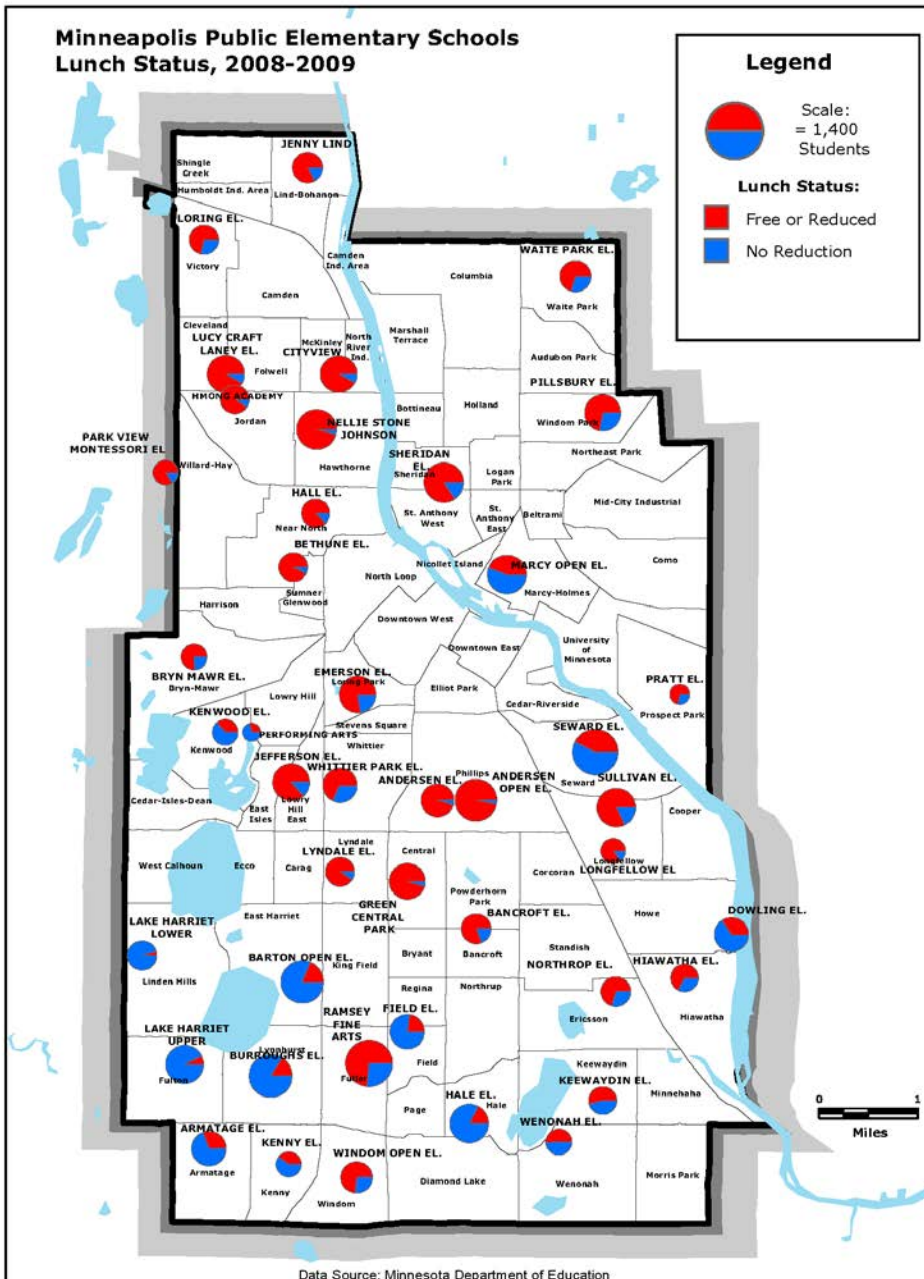 Minneapolis Public Elementary Schools
Lunch Status, 2008-2009
Legend
Scale:
= 1,400
Students
Lunch Status:
Free or Reduced
No Reduction
JENNY LIND
Shingle
Creek
Humboldt Ind. Area
Lind-Bohanon
LORING EL.
Victory
Camden
Ind. Area
WAITE PARK EL.
Columbia
Waite Park
Camden
Cleveland
LUCY CRAFT
LANEY EL.
Folwell
McKinley
CITYVIEW
North
River
Ind.
Marshall
Terrace
Audubon Park
PILLSBURY EL.
HMONG ACADEMY
Jordan
NELLIE STONE
JOHNSON
Bottineau
Holland
Windom Park
PARK VIEW
MONTESSORI EL
Willard-Hay
Hawthorne
SHERIDAN
EL.
Sheridan
Logan
Park
Northeast Park
Mid-City Industrial
HALL EL.
Near North
St. Anthony
West
St.
Anthony
East
Beltrami
BETHUNE EL.
Sumner
Glenwood
North Loop
Nicollet Island
MARCY OPEN EL.
Marcy-Holmes
Como
Harrison
Downtown West
Downtown East
University
of
Minnesota
BRYN MAWR EL.
Bryn-Mawr
Lowry Hill
EMERSON EL.
Loring Park
Elliot Park
Cedar-Riverside
PRATT EL.
Prospect Park
KENWOOD EL.
Kenwood
PERFORMING ARTS
Stevens Square
Whittier
SEWARD EL.
Seward
JEFFERSON EL.
WHITTIER PARK EL.
ANDERSEN EL.
Phillips
ANDERSEN
OPEN EL.
SULLIVAN EL.
Cedar-Isles-Dean
East
Isles
Lowry
Hill
East
Cooper
West Calhoun
Ecco
Carag
Lyndale
LYNDALE EL.
Central
GREEN
CENTRAL
PARK
Powderhorn
Park
Corcoran
Longfellow
LONGFELLOW EL
Howe
DOWLING EL.
LAKE HARRIET
LOWER
Linden Hills
East Harriet
BARTON OPEN EL.
King Field
Bryant
BANCROFT EL.
Bancroft
Standish
NORTHROP EL.
HIAWATHA EL.
Hiawatha
Regina
Northrup
Ericsson
LAKE HARRIET
UPPER
Fulton
Lynnhurst
BURROUGHS EL.
RAMSEY
FINE
ARTS
Fuller
FIELD EL.
Field
Keewaydin
KEEWAYDIN EL.
Minnehaha
Page
HALE EL.
Hale
WENONAH EL.
0 1
Miles
ARMATAGE EL.
Armatage
KENNY EL.
Kenny
WINDOM OPEN EL.
Windom
Diamond Lake
Wenonah
Morris Park
Data Source: Minnesota Department of Education